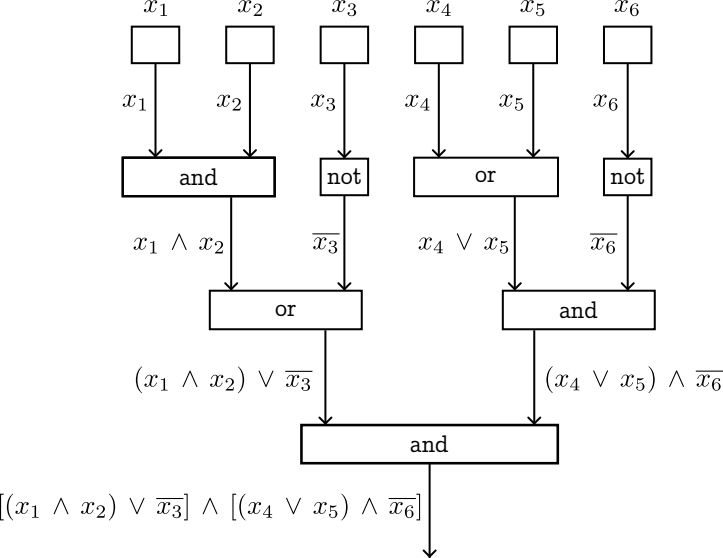 x₁ x₂ x₃ x₄ x₅ x₆
x₁ x₂ x₃ x₄ x₅ x₆
and not or not
x₁ ∧ x₂ x̅₃ x₄ ∨ x₅ x̅₆
or and
(x₁ ∧ x₂) ∨ x̅₃ (x₄ ∨ x₅) ∧ x̅₆
and
[(x₁ ∧ x₂) ∨ x̅₃] ∧ [(x₄ ∨ x₅) ∧ x̅₆]